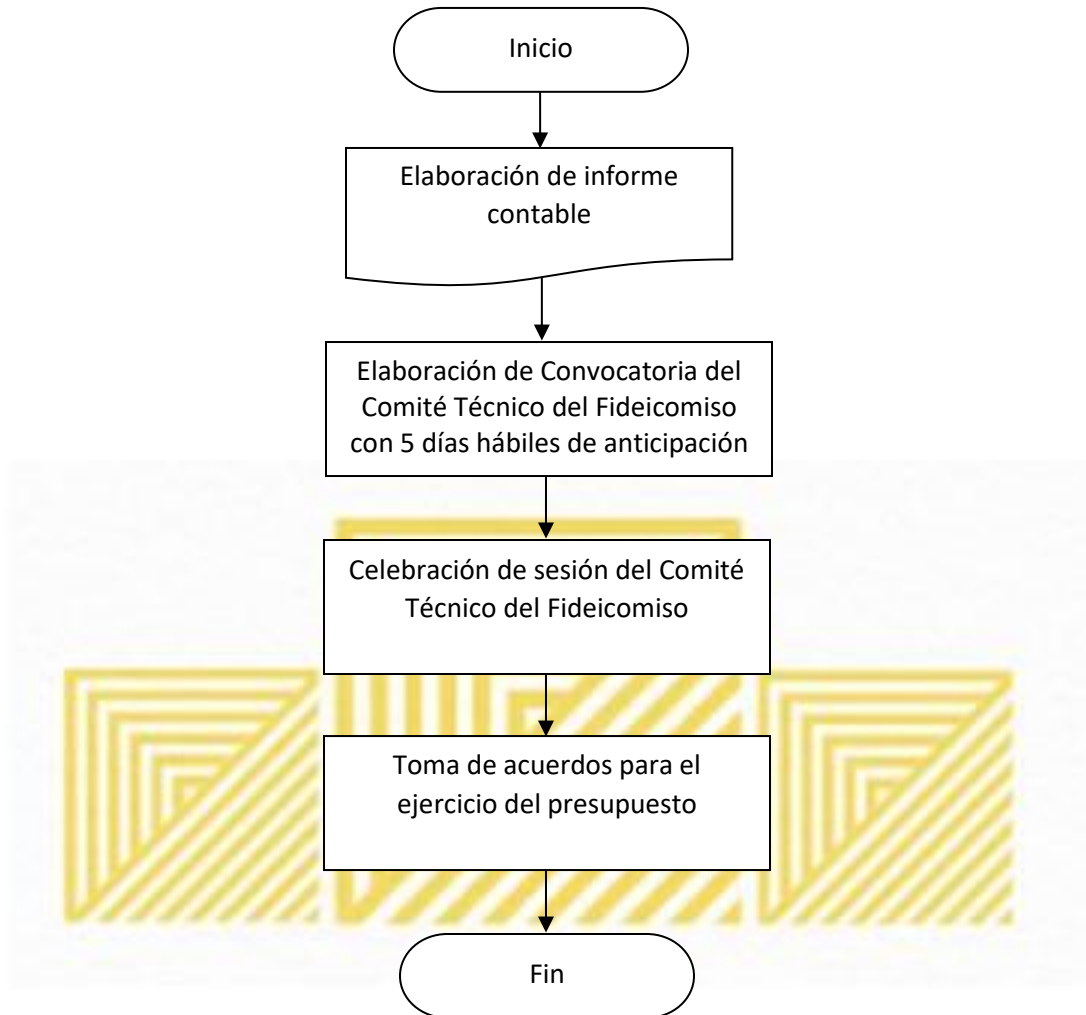 Inicio
Elaboración de informe
contable
Elaboración de Convocatoria del
Comité Técnico del Fideicomiso
con 5 días hábiles de anticipación
Celebración de sesión del Comité
Técnico del Fideicomiso
Toma de acuerdos para el
ejercicio del presupuesto
Fin